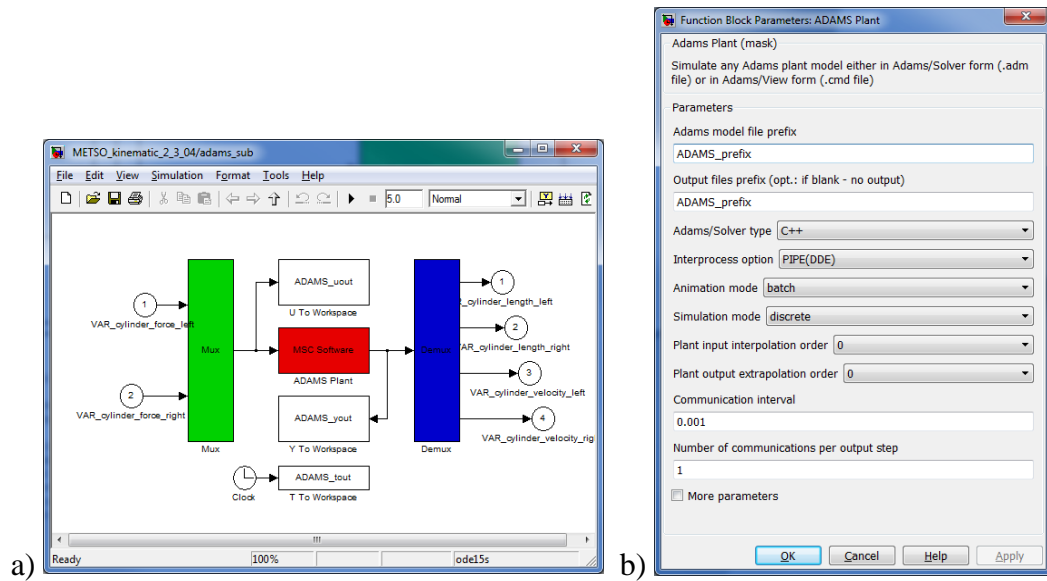 a)
METSO_kinematic_2_3_04/adams_sub
File Edit View Simulation Format Tools Help
5.0 Normal
1
VAR_cylinder_force_left
2
VAR_cylinder_force_right
Mux
Mux
ADAMS_uout
U To Workspace
MSC Software
ADAMS Plant
ADAMS_yout
Y To Workspace
Clock
ADAMS_tout
T To Workspace
Demux
Demux
1
_cylinder_length_left
2
VAR_cylinder_length_right
3
VAR_cylinder_velocity_left
4
VAR_cylinder_velocity_rig
Ready 100% ode15s
b)
Function Block Parameters: ADAMS Plant
Adams Plant (mask)
Simulate any Adams plant model either in Adams/Solver form (.adm
file) or in Adams/View form (.cmd file)
Parameters
Adams model file prefix
ADAMS_prefix
Output files prefix (opt.: if blank - no output)
ADAMS_prefix
Adams/Solver type C++
Interprocess option PIPE(DDE)
Animation mode batch
Simulation mode discrete
Plant input interpolation order 0
Plant output extrapolation order 0
Communication interval
0.001
Number of communications per output step
1
More parameters
OK Cancel Help Apply